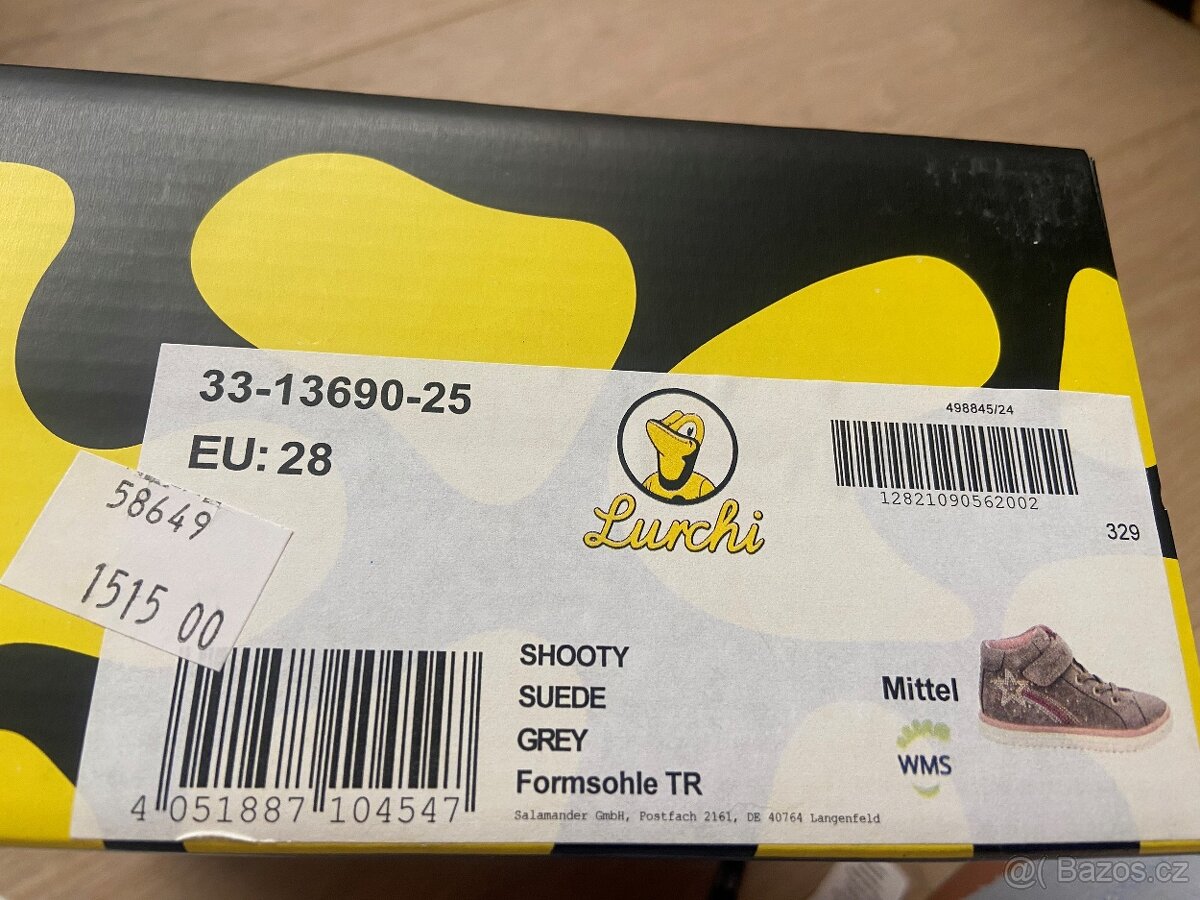 33-13690-25
EU: 28
58649
1515 00
Lurchi
498845/24
12821090562002
329
SHOOTY
SUEDE
GREY
Formsohle TR
Mittel
WMS
4 051887 104547
Salamander GmbH, Postfach 2161, DE 40764 Langenfeld
@( Bazos.cz